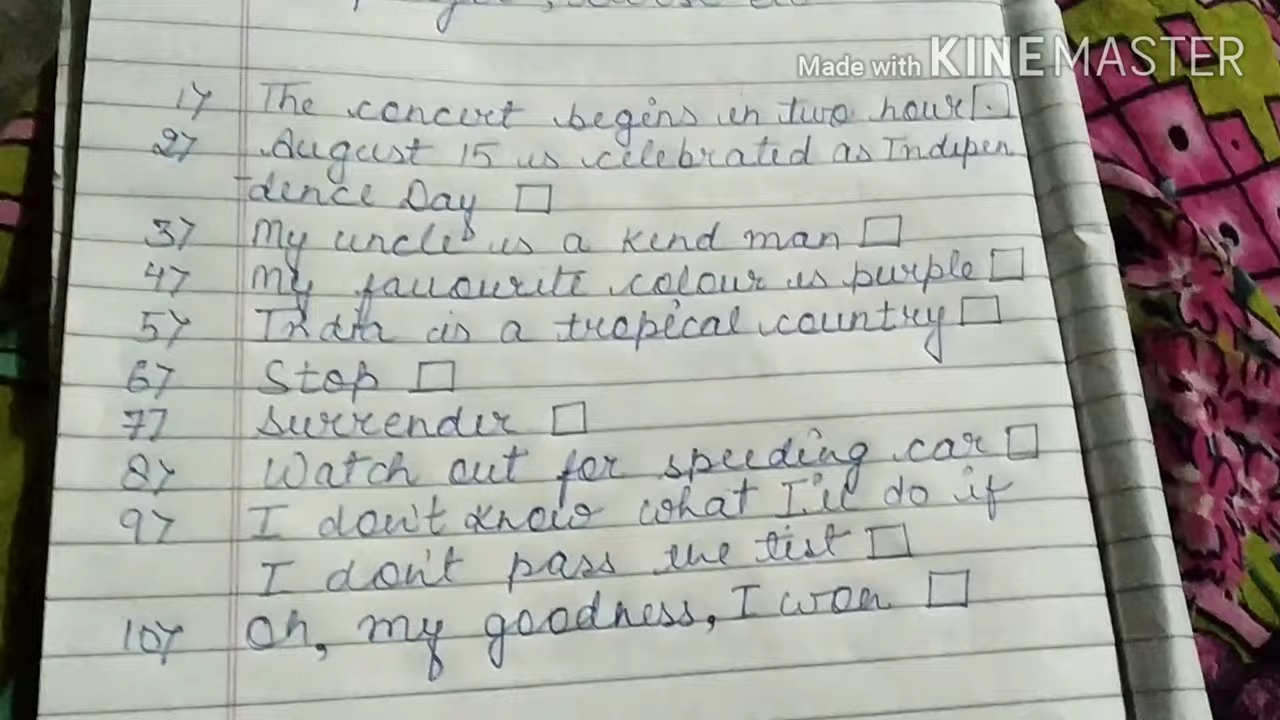 Made with KINEMASTER
1) The concert begins in two hour .
2) August 15 is celebrated as Indepen
dence Day
3) My uncle is a kind man
4) My favourite colour is purple
5) India is a tropical country
6) Stop
7) Surrender
8) Watch out for speeding car
9) I don't know what I'll do if
I don't pass the test
10) Oh, my goodness, I won